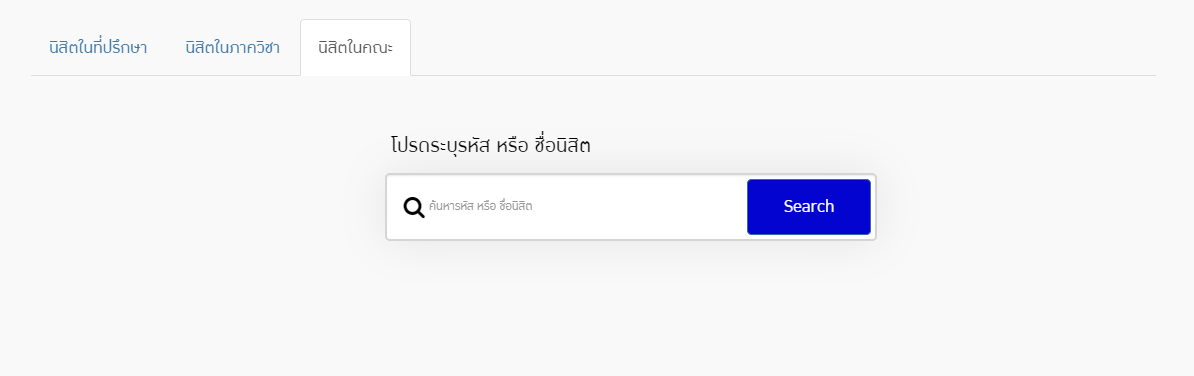 นิสิตในที่ปรึกษา นิสิตในภาควิชา นิสิตในคณะ
โปรดระบุรหัส หรือ ชื่อนิสิต
ค้นหารหัส หรือ ชื่อนิสิต Search